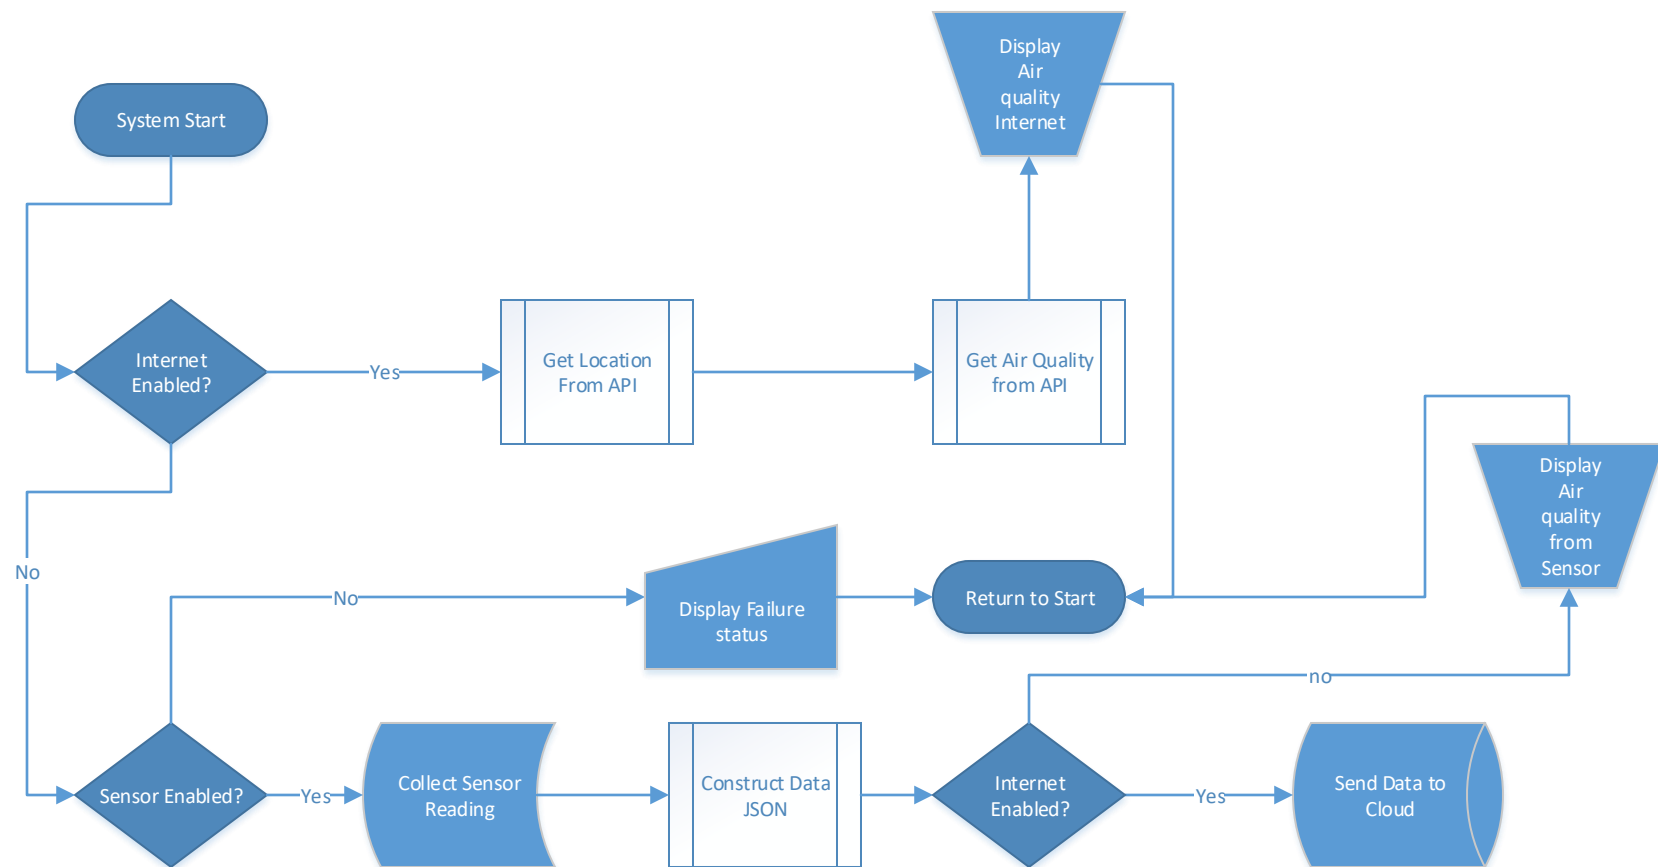 System Start
Display
Air
quality
Internet
Internet
Enabled?
Yes
Get Location
From API
Get Air Quality
from API
Display
Air
quality
from
Sensor
No
No
Display Failure
status
Return to Start
no
Sensor Enabled?
Yes
Collect Sensor
Reading
Construct Data
JSON
Internet
Enabled?
Yes
Send Data to
Cloud